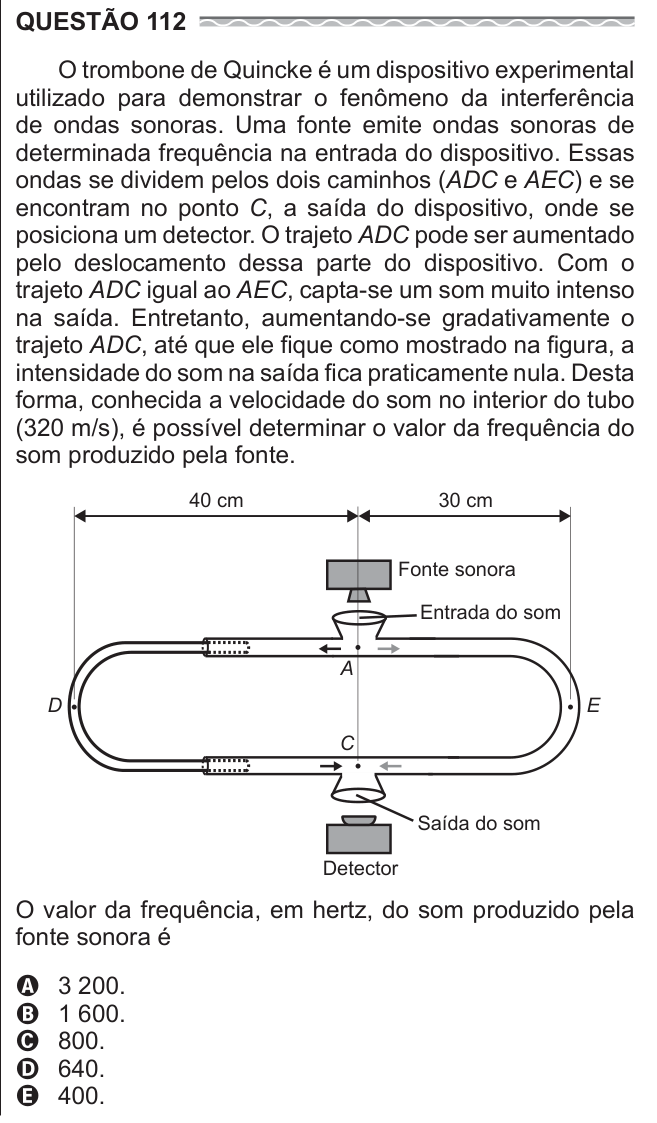 QUESTÃO 112
O trombone de Quincke é um dispositivo experimental
utilizado para demonstrar o fenômeno da interferência
de ondas sonoras. Uma fonte emite ondas sonoras de
determinada frequência na entrada do dispositivo. Essas
ondas se dividem pelos dois caminhos (ADC e AEC) e se
encontram no ponto C, a saída do dispositivo, onde se
posiciona um detector. O trajeto ADC pode ser aumentado
pelo deslocamento dessa parte do dispositivo. Com o
trajeto ADC igual ao AEC, capta-se um som muito intenso
na saída. Entretanto, aumentando-se gradativamente o
trajeto ADC, até que ele fique como mostrado na figura, a
intensidade do som na saída fica praticamente nula. Desta
forma, conhecida a velocidade do som no interior do tubo
(320 m/s), é possível determinar o valor da frequência do
som produzido pela fonte.
40 cm 30 cm
Fonte sonora
Entrada do som
A
D E
C
Saída do som
Detector
O valor da frequência, em hertz, do som produzido pela
fonte sonora é
A 3 200.
B 1 600.
C 800.
D 640.
E 400.